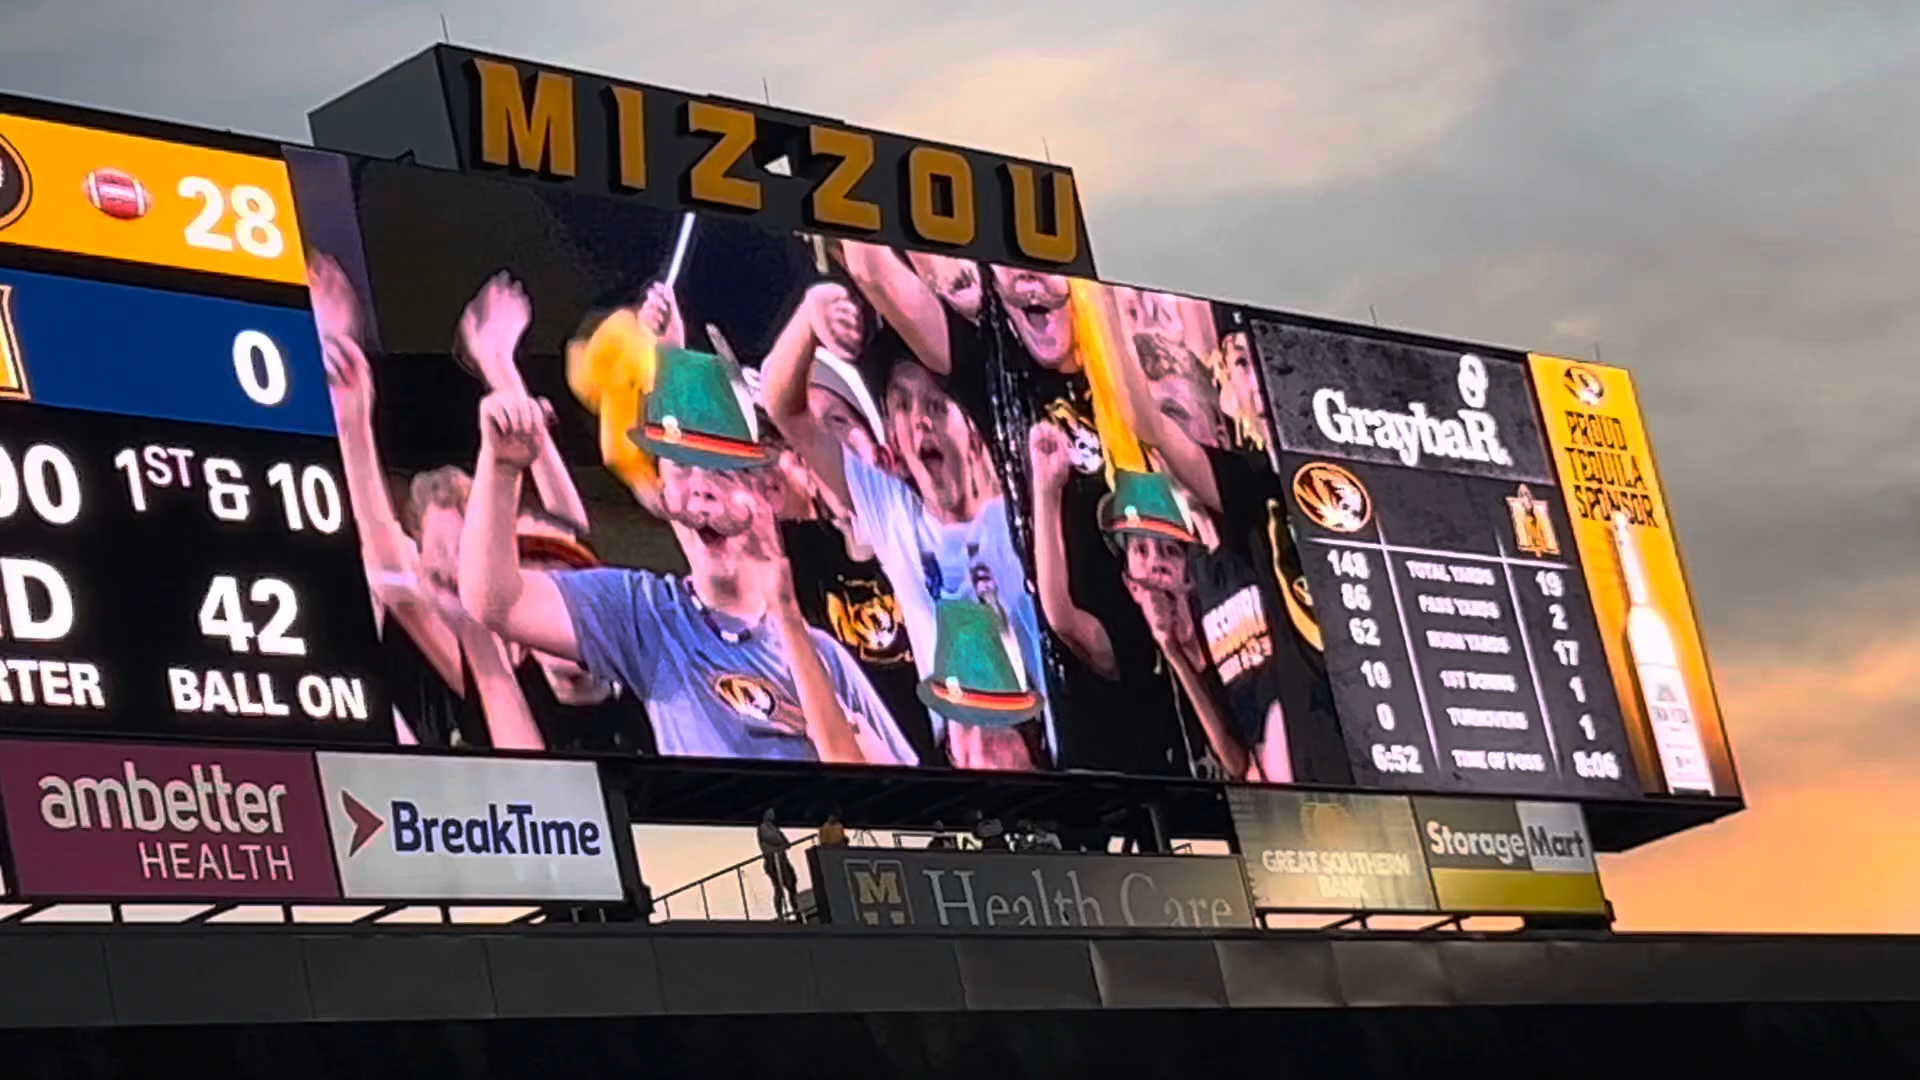 MIZZOU
28
0
00 1ST & 10
D 42
RTER BALL ON
GraybaR
PROUD
TEQUILA
SPONSOR
148 TOTAL YARDS 19
86 PASS YARDS 2
62 RUSH YARDS 17
10 1ST DOWNS 1
0 TURNOVERS 1
6:52 TIME OF POSS 8:06
ambetter
HEALTH
BreakTime
M Health Care
GREAT SOUTHERN
BANK
StorageMart